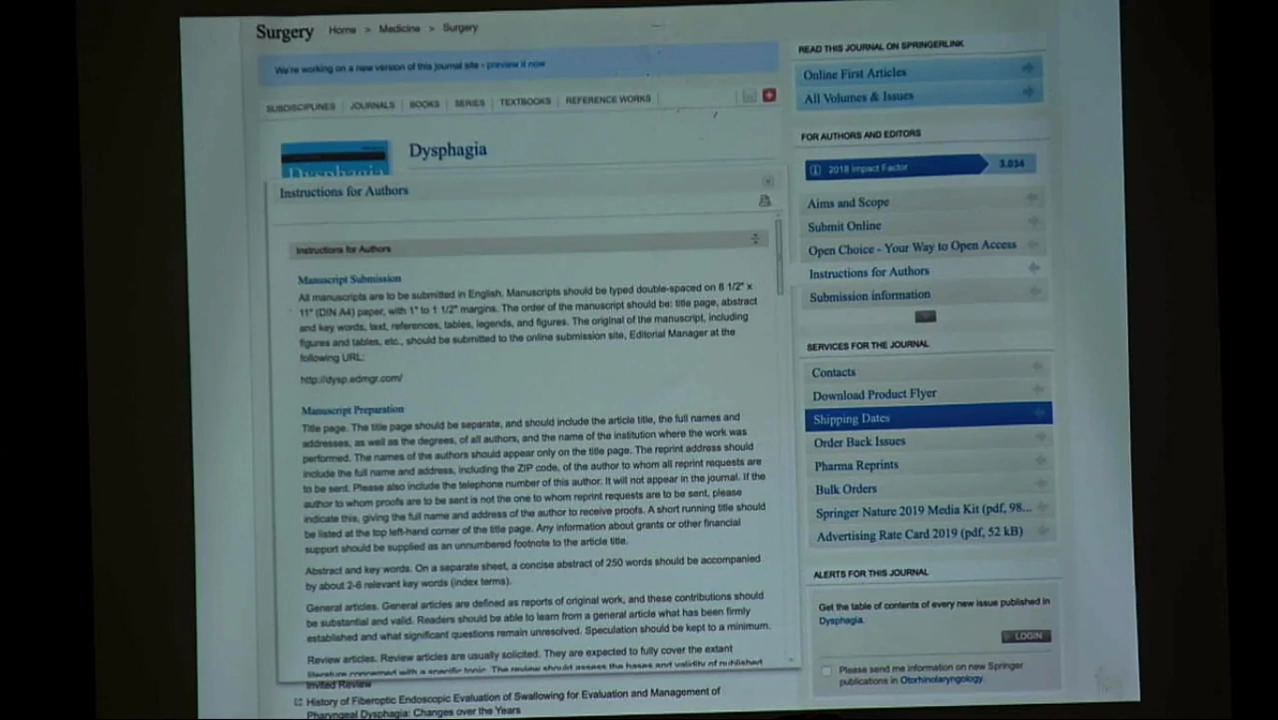 Surgery Home > Medicine > Surgery
We're working on a new version of this journal site - preview it now
SUBDISCIPLINES JOURNALS BOOKS SERIES TEXTBOOKS REFERENCE WORKS
Dysphagia
Dysphagia
Instructions for Authors
Instructions for Authors
Manuscript Submission
All manuscripts are to be submitted in English. Manuscripts should be typed double-spaced on 8 1/2" x
11" (DIN A4) paper, with 1" to 1 1/2" margins. The order of the manuscript should be: title page, abstract
and key words, text, references, tables, legends, and figures. The original of the manuscript, including
figures and tables, etc., should be submitted to the online submission site, Editorial Manager at the
following URL:
http://dysp.edmgr.com/
Manuscript Preparation
Title page. The title page should be separate, and should include the article title, the full names and
addresses, as well as the degrees, of all authors, and the name of the institution where the work was
performed. The names of the authors should appear only on the title page. The reprint address should
include the full name and address, including the ZIP code, of the author to whom all reprint requests are
to be sent. Please also include the telephone number of this author. It will not appear in the journal. If the
author to whom proofs are to be sent is not the one to whom reprint requests are to be sent, please
indicate this, giving the full name and address of the author to receive proofs. A short running title should
be listed at the top left-hand corner of the title page. Any information about grants or other financial
support should be supplied as an unnumbered footnote to the article title.
Abstract and key words. On a separate sheet, a concise abstract of 250 words should be accompanied
by about 2-6 relevant key words (index terms).
General articles. General articles are defined as reports of original work, and these contributions should
be substantial and valid. Readers should be able to learn from a general article what has been firmly
established and what significant questions remain unresolved. Speculation should be kept to a minimum.
Review articles. Review articles are usually solicited. They are expected to fully cover the extant
literature concerned with a specific topic. The review should assess the bases and validity of published
Invited Review
History of Fiberoptic Endoscopic Evaluation of Swallowing for Evaluation and Management of
Pharyngeal Dysphagia: Changes over the Years
READ THIS JOURNAL ON SPRINGERLINK
Online First Articles
All Volumes & Issues
FOR AUTHORS AND EDITORS
2018 Impact Factor 3.034
Aims and Scope
Submit Online
Open Choice - Your Way to Open Access
Instructions for Authors
Submission information
SERVICES FOR THE JOURNAL
Contacts
Download Product Flyer
Shipping Dates
Order Back Issues
Pharma Reprints
Bulk Orders
Springer Nature 2019 Media Kit (pdf, 98...
Advertising Rate Card 2019 (pdf, 52 kB)
ALERTS FOR THIS JOURNAL
Get the table of contents of every new issue published in
Dysphagia.
LOGIN
Please send me information on new Springer
publications in Otorhinolaryngology.